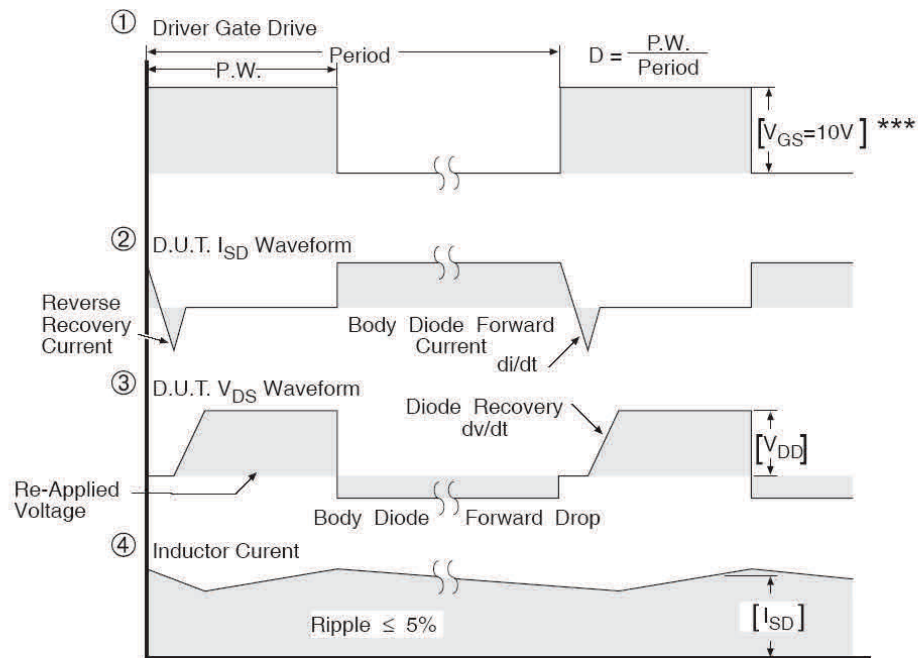 ① Driver Gate Drive
Period
P.W.
D = P.W. / Period
[VGS=10V] ***
② D.U.T. ISD Waveform
Reverse
Recovery
Current
Body Diode Forward
Current
di/dt
③ D.U.T. VDS Waveform
Diode Recovery
dv/dt
[VDD]
Re-Applied
Voltage
Body Diode Forward Drop
④ Inductor Curent
Ripple ≤ 5%
[ISD]